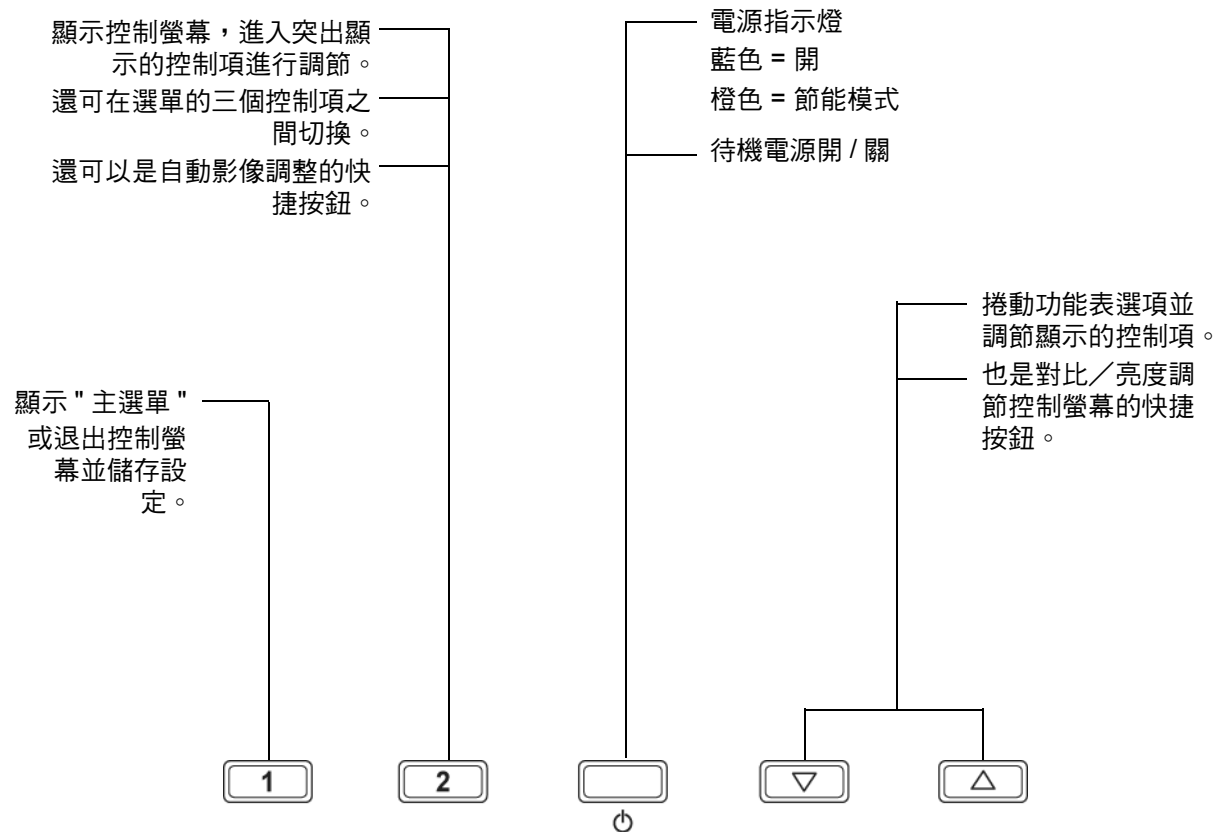 顯示控制螢幕，進入突出顯
示的控制項進行調節。
還可在選單的三個控制項之
間切換。
還可以是自動影像調整的快
捷按鈕。
電源指示燈
藍色 = 開
橙色 = 節能模式
待機電源開 / 關
捲動功能表選項並
調節顯示的控制項。
也是對比／亮度調
節控制螢幕的快捷
按鈕。
顯示 " 主選單 "
或退出控制螢
幕並儲存設
定。
1
2